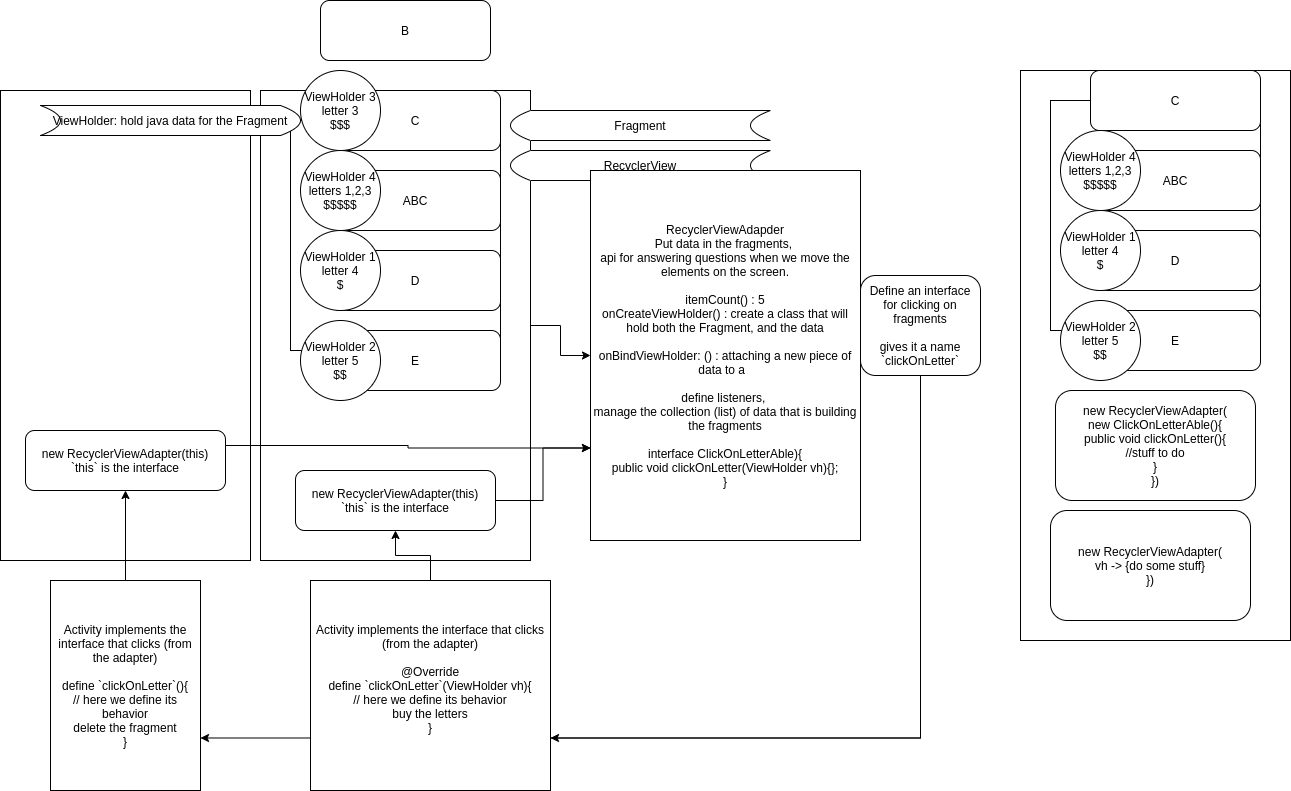 B
ViewHolder: hold java data for the Fragment
ViewHolder 3
letter 3
$$$
C
ViewHolder 4
letters 1,2,3
$$$$$
ABC
ViewHolder 1
letter 4
$
D
ViewHolder 2
letter 5
$$
E
Fragment
RecyclerView
RecyclerViewAdapder
Put data in the fragments,
api for answering questions when we move the
elements on the screen.
itemCount() : 5
onCreateViewHolder() : create a class that will
hold both the Fragment, and the data
onBindViewHolder: () : attaching a new piece of
data to a
define listeners,
manage the collection (list) of data that is building
the fragments
interface ClickOnLetterAble){
public void clickOnLetter(ViewHolder vh){};
}
Define an interface
for clicking on
fragments
gives it a name
`clickOnLetter`
new RecyclerViewAdapter(this)
`this` is the interface
new RecyclerViewAdapter(this)
`this` is the interface
Activity implements the
interface that clicks (from
the adapter)
define `clickOnLetter`(){
// here we define its
behavior
delete the fragment
}
Activity implements the interface that clicks
(from the adapter)
@Override
define `clickOnLetter`(ViewHolder vh){
// here we define its behavior
buy the letters
}
C
ViewHolder 4
letters 1,2,3
$$$$$
ABC
ViewHolder 1
letter 4
$
D
ViewHolder 2
letter 5
$$
E
new RecyclerViewAdapter(
new ClickOnLetterAble(){
public void clickOnLetter(){
//stuff to do
}
})
new RecyclerViewAdapter(
vh -> {do some stuff}
})